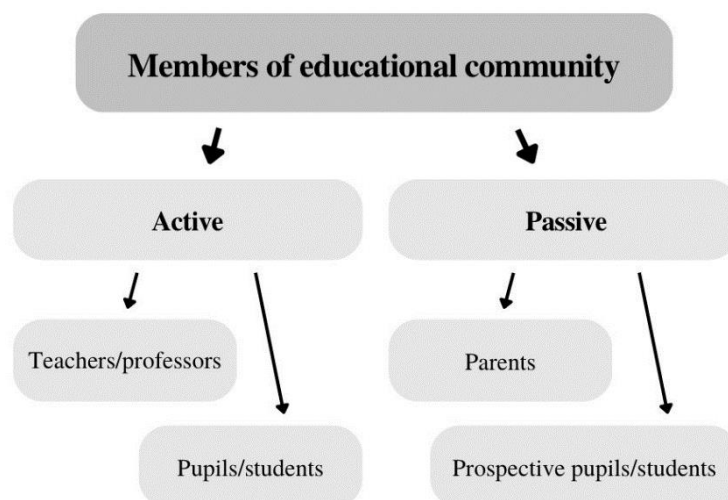 Members of educational community
Active
Passive
Teachers/professors
Parents
Pupils/students
Prospective pupils/students